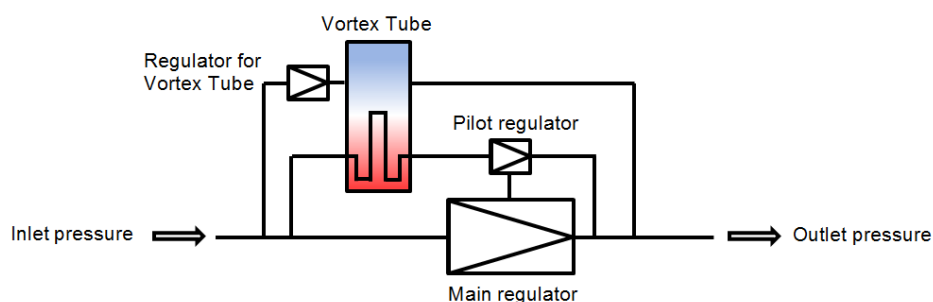 Vortex Tube
Regulator for
Vortex Tube
Pilot regulator
Inlet pressure
Outlet pressure
Main regulator